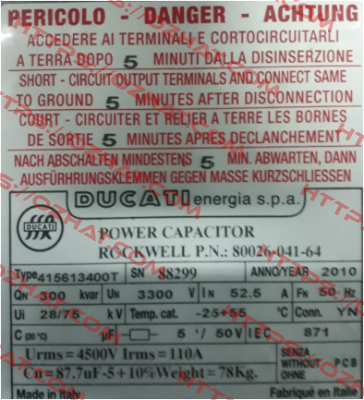 PERICOLO - DANGER - ACHTUNG
ACCEDERE AI TERMINALI E CORTOCIRCUITARLI
A TERRA DOPO 5 MINUTI DALLA DISINSERZIONE
SHORT - CIRCUIT OUTPUT TERMINALS AND CONNECT SAME
TO GROUND 5 MINUTES AFTER DISCONNECTION
COURT - CIRCUITER ET RELIER A TERRE LES BORNES
DE SORTIE 5 MINUTES APRES DECLANCHEMENT
NACH ABSCHALTEN MINDESTENS 5 MIN. ABWARTEN, DANN
AUSFÜHRUNGSKLEMMEN GEGEN MASSE KURZSCHLIESSEN
DUCATI energia s.p.a.
DUCATI
POWER CAPACITOR
ROCKWELL P.N.: 80026-041-64
Type 415613400T SN 88299 ANNO/YEAR 2010
QN 300 kvar UN 3300 V IN 52.5 A FN 50 Hz
Ui 28/75 kV Temp. cat. -25+55 °C Conn. YN
C (20°C) µF 5'/50V IEC 871
Urms=4500V Irms=110A
Cn=87.7uF-5+10% Weight=78Kg.
SENZA WITHOUT OHNE PCB
Made in Italy Fabriqué en Italie
HTTPS://OZHAT.COM/